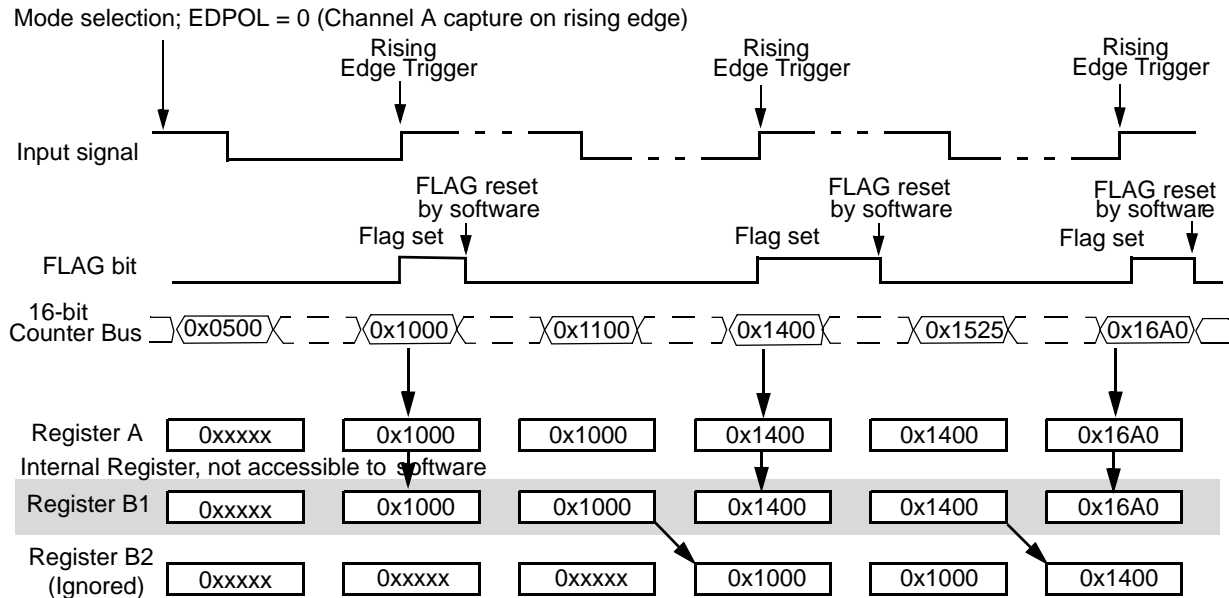 Mode selection; EDPOL = 0 (Channel A capture on rising edge)
Rising
Edge Trigger
Rising
Edge Trigger
Rising
Edge Trigger
Input signal
FLAG reset
by software
FLAG reset
by software
FLAG reset
by software
Flag set
Flag set
Flag set
FLAG bit
16-bit
Counter Bus
0x0500 0x1000 0x1100 0x1400 0x1525 0x16A0
Register A 0xxxxx 0x1000 0x1000 0x1400 0x1400 0x16A0
Internal Register, not accessible to software
Register B1 0xxxxx 0x1000 0x1000 0x1400 0x1400 0x16A0
Register B2
(Ignored)
0xxxxx 0xxxxx 0xxxxx 0x1000 0x1000 0x1400